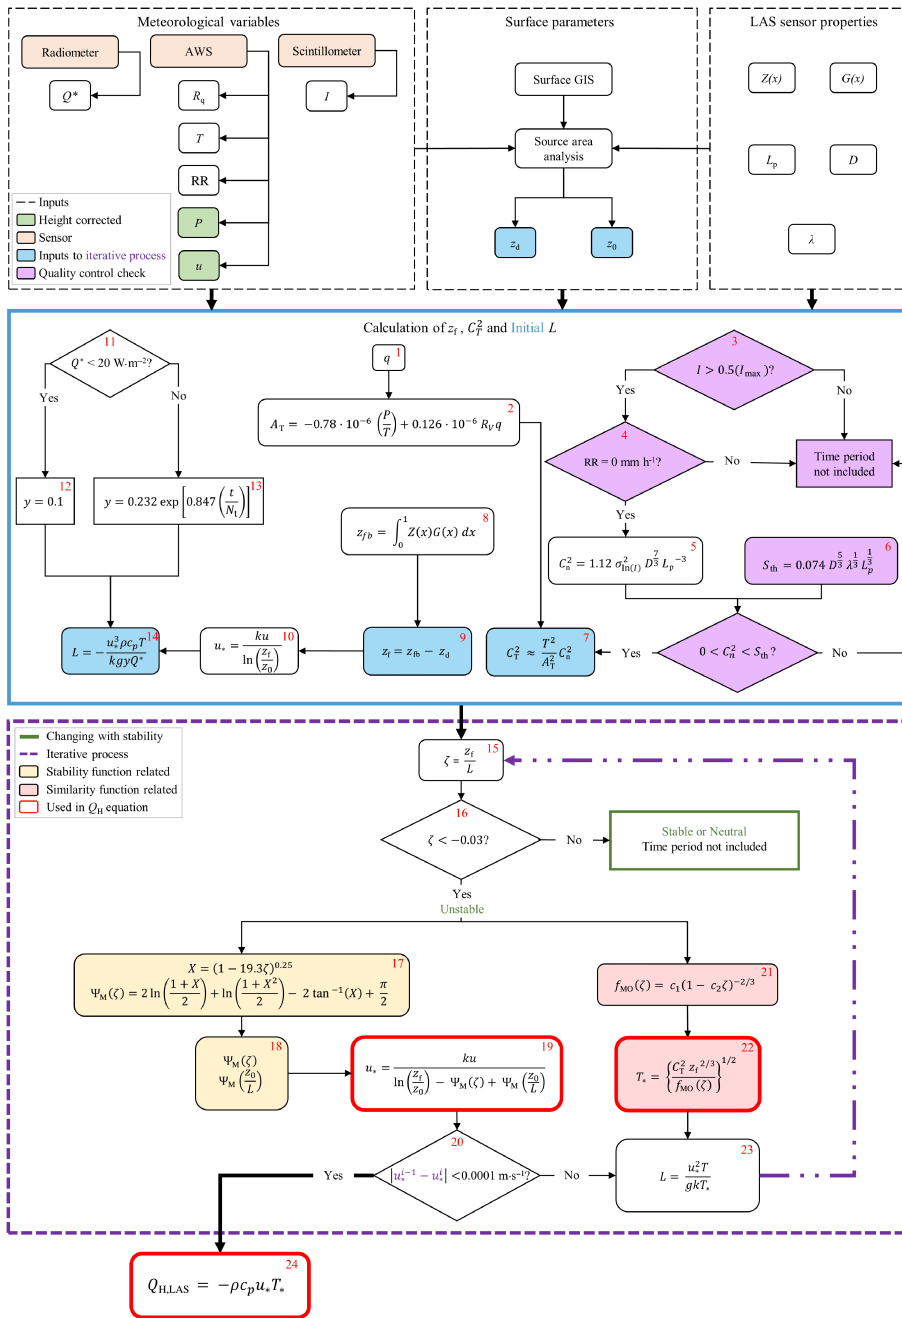 Meteorological variables
Surface parameters
LAS sensor properties
Radiometer
AWS
Scintillometer
Q*
R_q
I
T
RR
P
u
Inputs
Height corrected
Sensor
Inputs to iterative process
Quality control check
Surface GIS
Source area
analysis
z_d
z_0
Z(x)
G(x)
L_p
D
λ
Calculation of z_f , C_T^2 and Initial L
11
Q* < 20 W·m⁻²?
Yes
No
12
y = 0.1
13
y = 0.232 exp [0.847 (t/N_t)]
1
q
2
A_T = −0.78 · 10⁻⁶ (P/T) + 0.126 · 10⁻⁶ R_V q
3
I > 0.5(I_max )?
Yes
No
4
RR = 0 mm h⁻¹?
No
Time period
not included
Yes
5
C_n^2 = 1.12 σ_ln(I)^2 D^(7/3) L_p^−3
6
S_th = 0.074 D^(5/3) λ^(1/3) L_p^(1/3)
8
z_fb = ∫_0^1 Z(x)G(x) dx
14
L = − u_*^3 ρc_p T / kgyQ*
10
u_* = ku / ln(z_f/z_0)
9
z_f = z_fb − z_d
7
C_T^2 ≈ T^2/A_T^2 C_n^2
Yes
0 < C_n^2 < S_th ?
No
Changing with stability
Iterative process
Stability function related
Similarity function related
Used in Q_H equation
15
ζ = z_f / L
16
ζ < −0.03?
No
Stable or Neutral
Time period not included
Yes
Unstable
17
X = (1 − 19.3ζ)^0.25
Ψ_M(ζ) = 2 ln((1 + X)/2) + ln((1 + X²)/2) − 2 tan⁻¹(X) + π/2
21
f_MO(ζ) = c_1(1 − c_2ζ)^−2/3
18
Ψ_M(ζ)
Ψ_M(z_0/L)
19
u_* = ku / ln(z_f/z_0) − Ψ_M(ζ) + Ψ_M(z_0/L)
22
T_* = {C_T^2 z_f^2/3 / f_MO(ζ)}^1/2
20
|u_*^i−1 − u_*^i| <0.0001 m·s⁻¹?
Yes
No
23
L = u_*^2 T / gkT_*
24
Q_H,LAS = −ρc_p u_* T_*